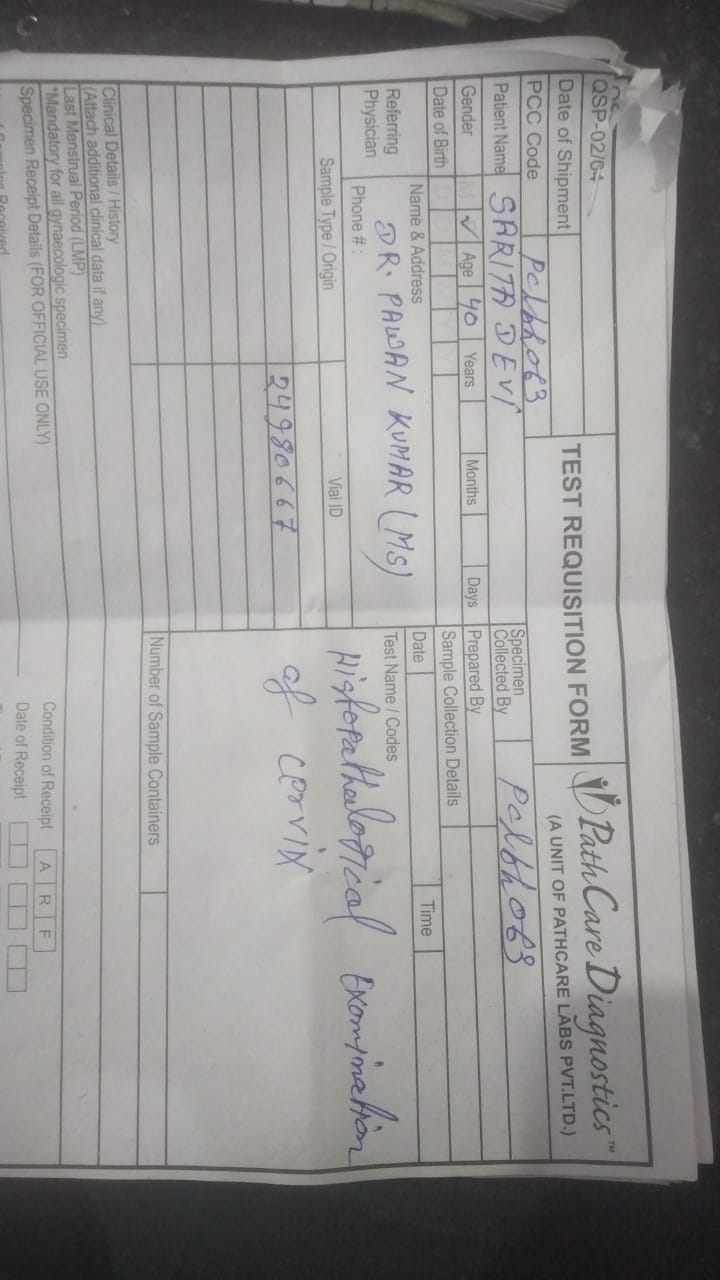 QSP-02/64
TEST REQUISITION FORM
PathCare Diagnostics™
(A UNIT OF PATHCARE LABS PVT.LTD.)
Date of Shipment
PCC Code
Specimen
Collected By
Patient Name SARITA DEVI
Prepared By
Gender M ✓ Age 40 Years Months Days
Sample Collection Details
Date of Birth D D M M Y Y
Date Time
Referring
Physician
Name & Address
DR. PAWAN KUMAR (MS)
Phone # :
Test Name / Codes
Histopathological Examination
of cervix
Sample Type / Origin Vial ID
24980667
Number of Sample Containers
Clinical Details / History
(Attach additional clinical data if any)
Last Menstrual Period (LMP)
*Mandatory for all gynaecologic specimen
Specimen Receipt Details (FOR OFFICIAL USE ONLY)
Condition of Receipt A R F
Date of Receipt